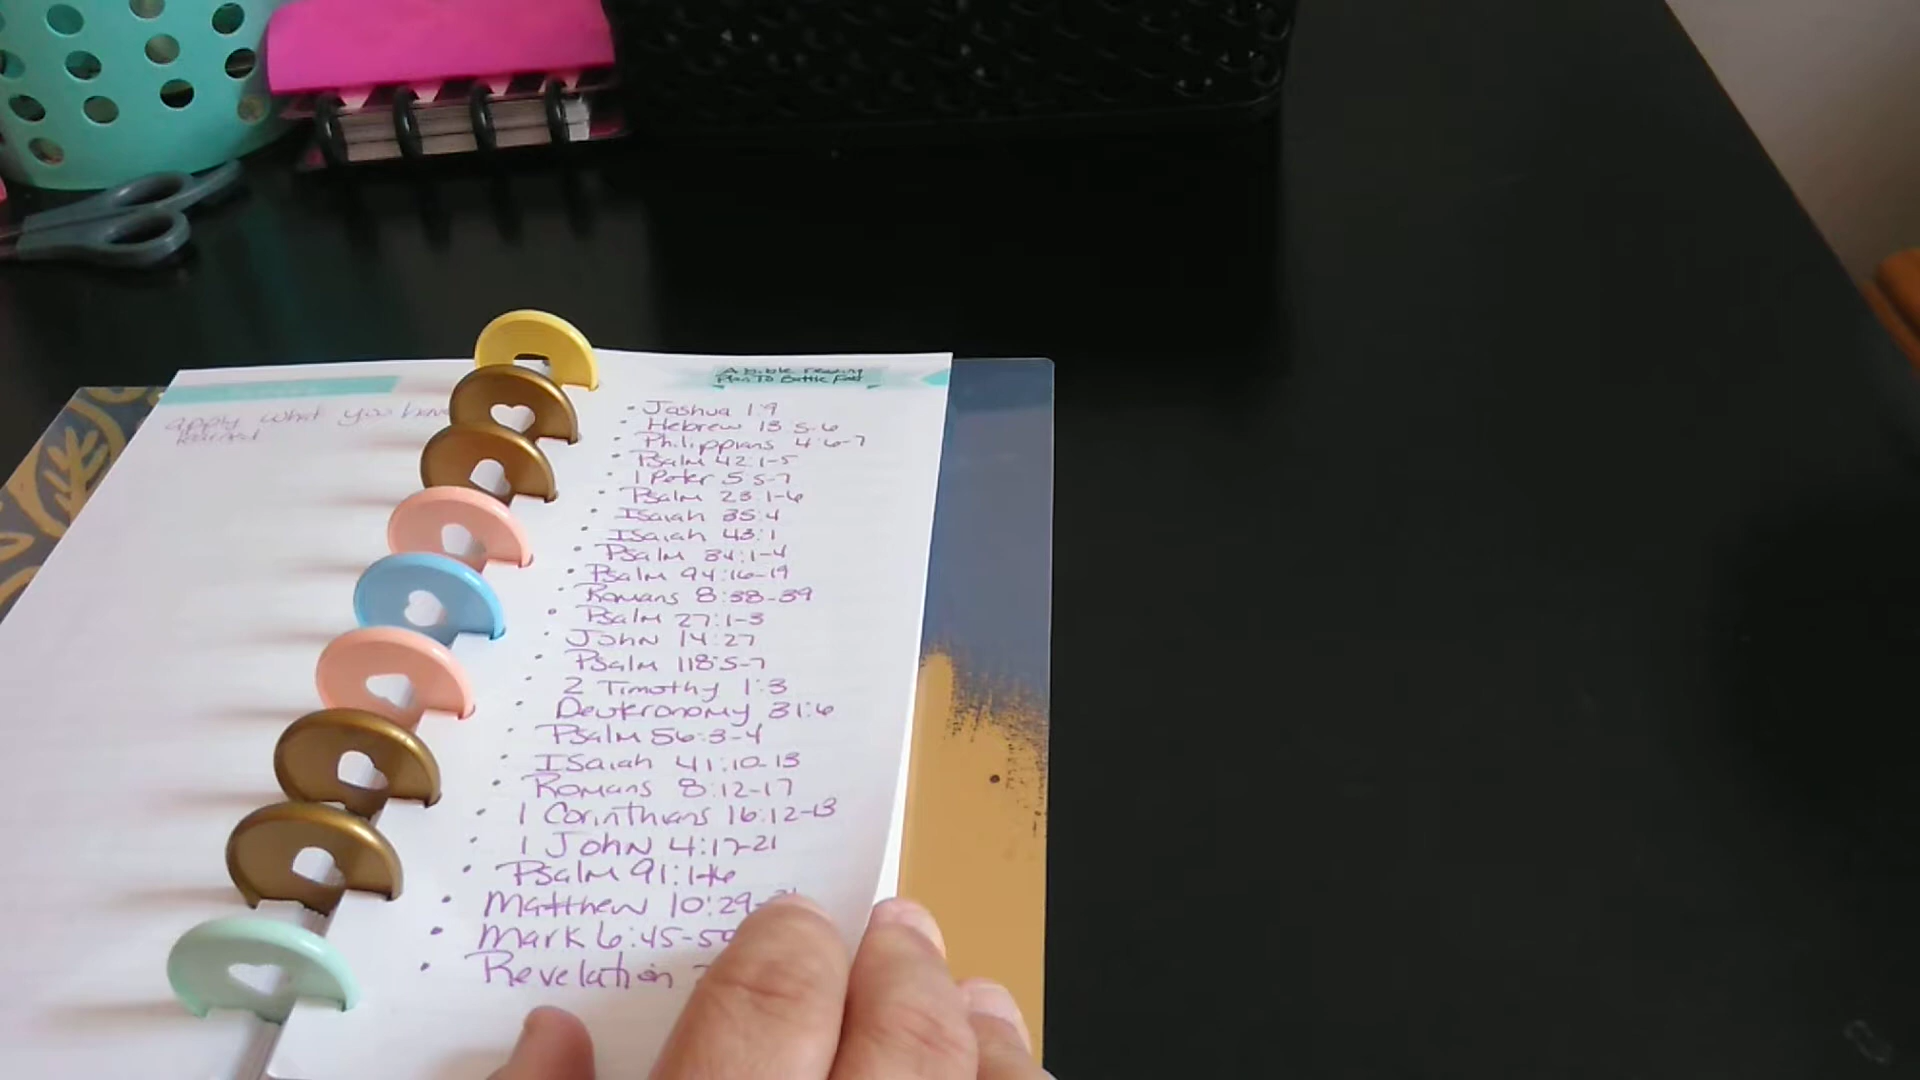 apply what you have
learned
A bible reading
Plan To Battle Fear
• Joshua 1:9
• Hebrew 13:5-6
• Philippians 4:6-7
• Psalm 42:1-5
• 1 Peter 5:5-7
• Psalm 23:1-6
• Isaiah 35:4
• Isaiah 43:1
• Psalm 34:1-4
• Psalm 94:16-19
• Romans 8:38-39
• Psalm 27:1-3
• John 14:27
• Psalm 118:5-7
• 2 Timothy 1:3
• Deuteronomy 31:6
• Psalm 56:3-4
• Isaiah 41:10-13
• Romans 8:12-17
• 1 Corinthians 16:12-13
• 1 John 4:17-21
• Psalm 91:1-16
• Matthew 10:29-
• Mark 6:45-50
• Revelation